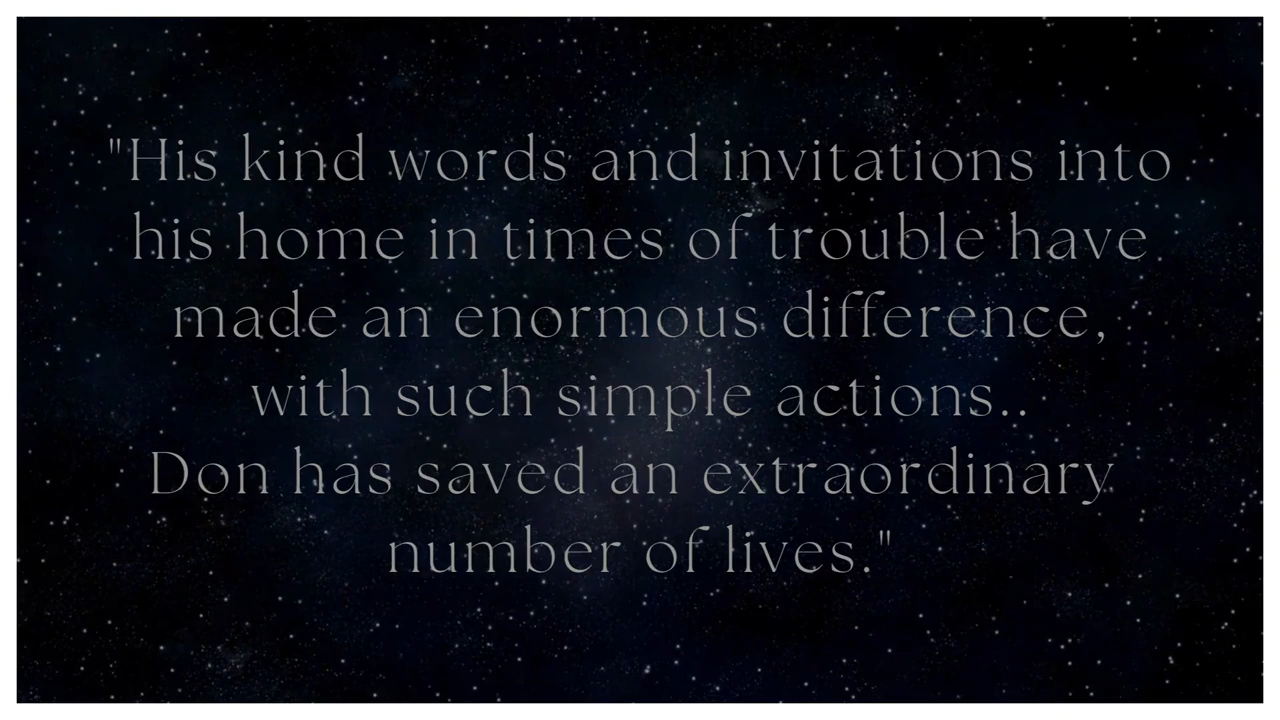 "His kind words and invitations into
his home in times of trouble have
made an enormous difference,
with such simple actions..
Don has saved an extraordinary
number of lives."